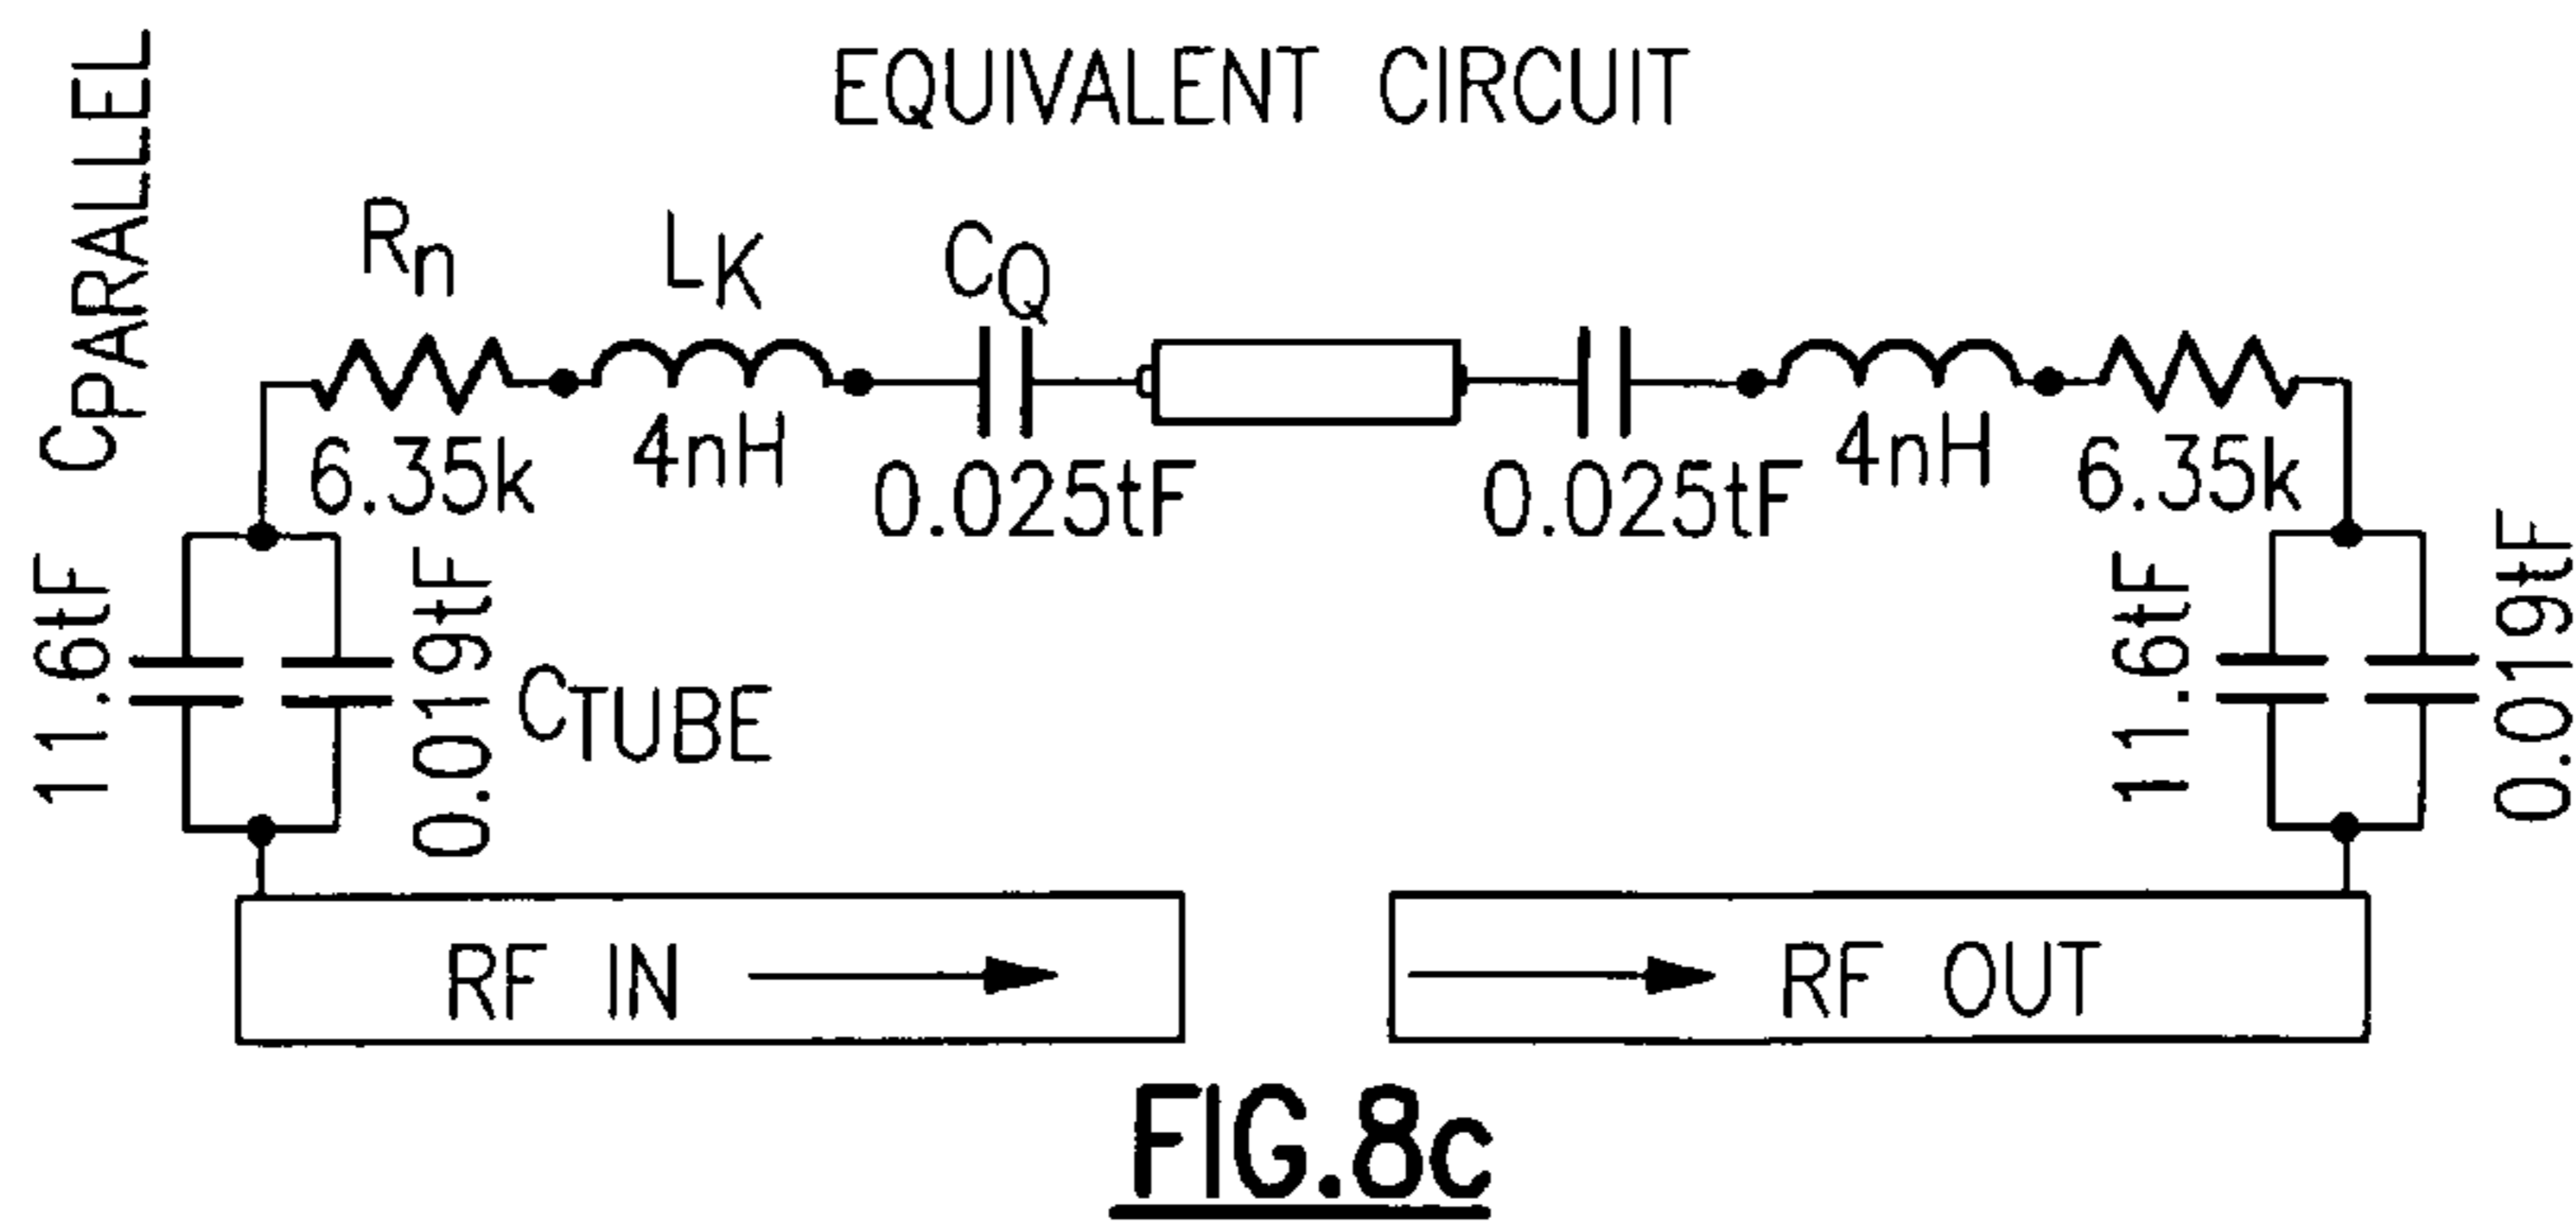 EQUIVALENT CIRCUIT
CPARALLEL
Rn
LK
CQ
6.35k
4nH
0.025tF
0.025tF
4nH
6.35k
11.6tF
0.019tF
CTUBE
11.6tF
0.019tF
RF IN
RF OUT
FIG.8c